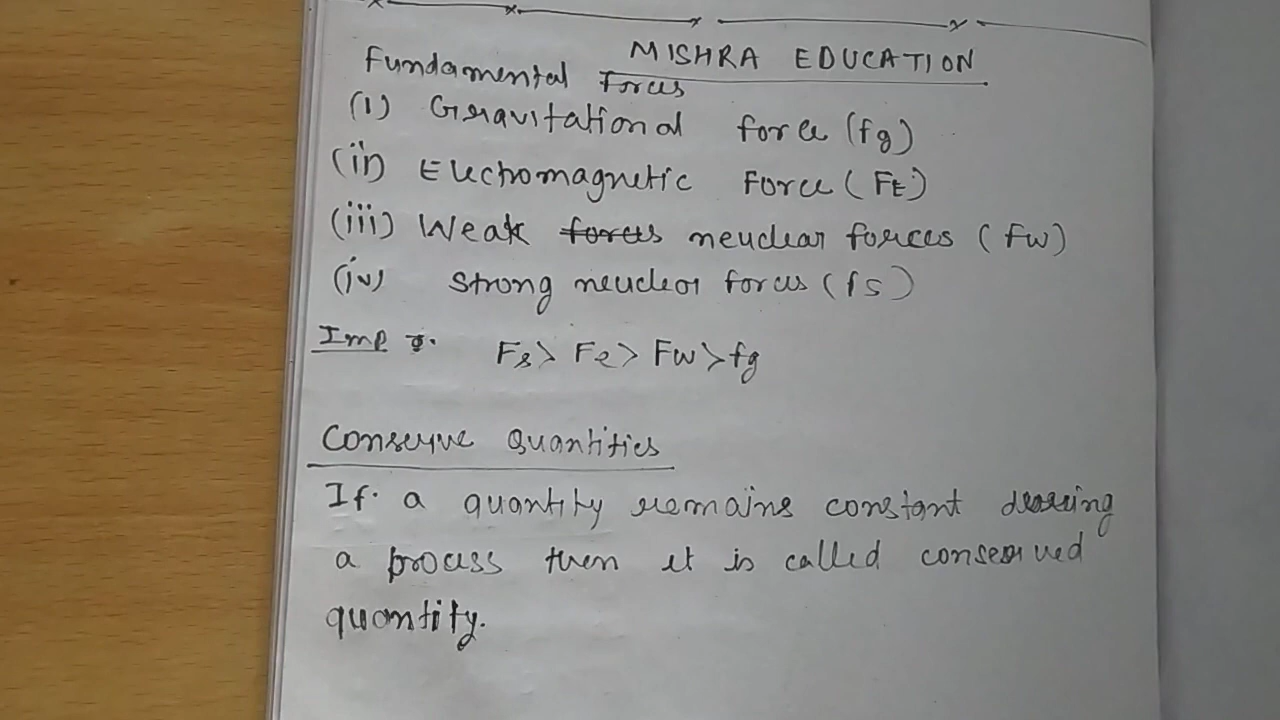 MISHRA EDUCATION
Fundamental Forces
(i) Gravitational force (fg)
(ii) Electromagnetic Force (FE)
(iii) Weak forces neuclear forces (Fw)
(iv) Strong neuclear forces (fs)
Imp :- Fs > Fe > Fw > fg
Conserve Quantities
If a quantity remains constant during
a process then it is called conserved
quantity.